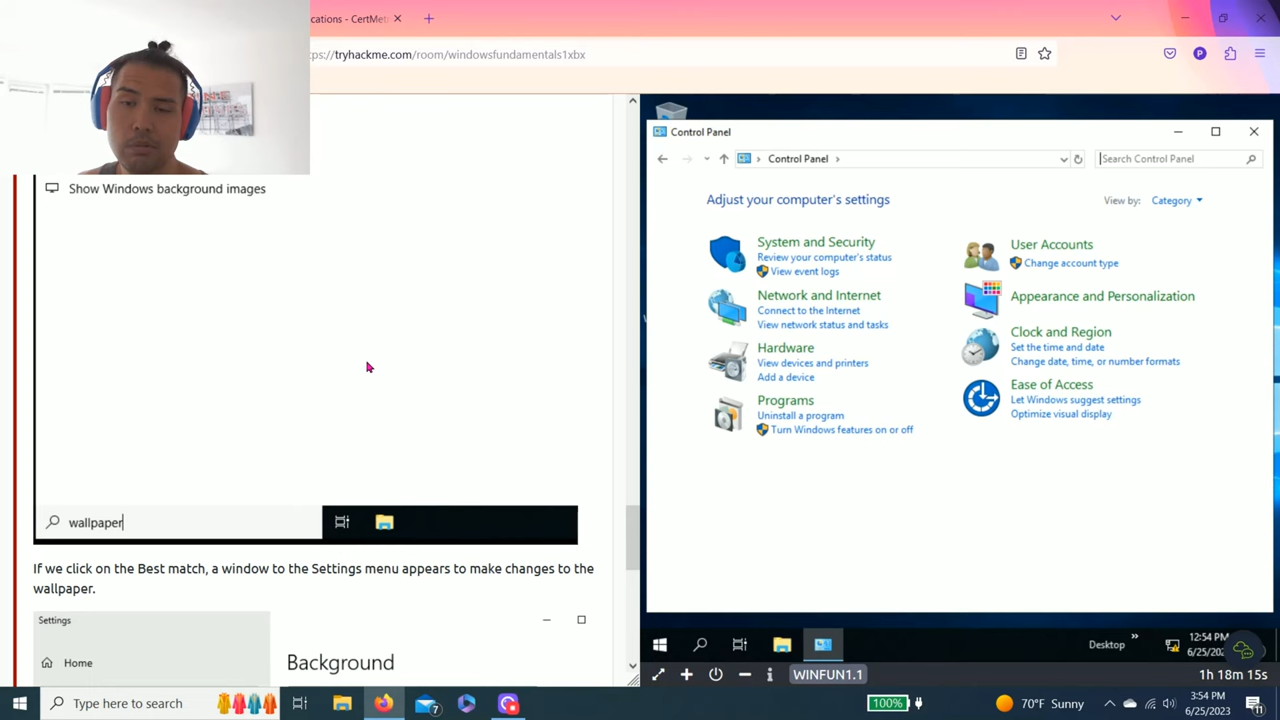 ications - CertMetr
ps://tryhackme.com/room/windowsfundamentals1xbx
Show Windows background images
wallpaper
If we click on the Best match, a window to the Settings menu appears to make changes to the
wallpaper.
Settings
Home
Background
Control Panel
Control Panel
Search Control Panel
Adjust your computer's settings
View by: Category
System and Security
Review your computer's status
View event logs
Network and Internet
Connect to the Internet
View network status and tasks
Hardware
View devices and printers
Add a device
Programs
Uninstall a program
Turn Windows features on or off
User Accounts
Change account type
Appearance and Personalization
Clock and Region
Set the time and date
Change date, time, or number formats
Ease of Access
Let Windows suggest settings
Optimize visual display
Desktop
12:54 PM
6/25/202
WINFUN1.1
1h 18m 15s
Type here to search
7
100%
70°F Sunny
3:54 PM
6/25/2023
11
P